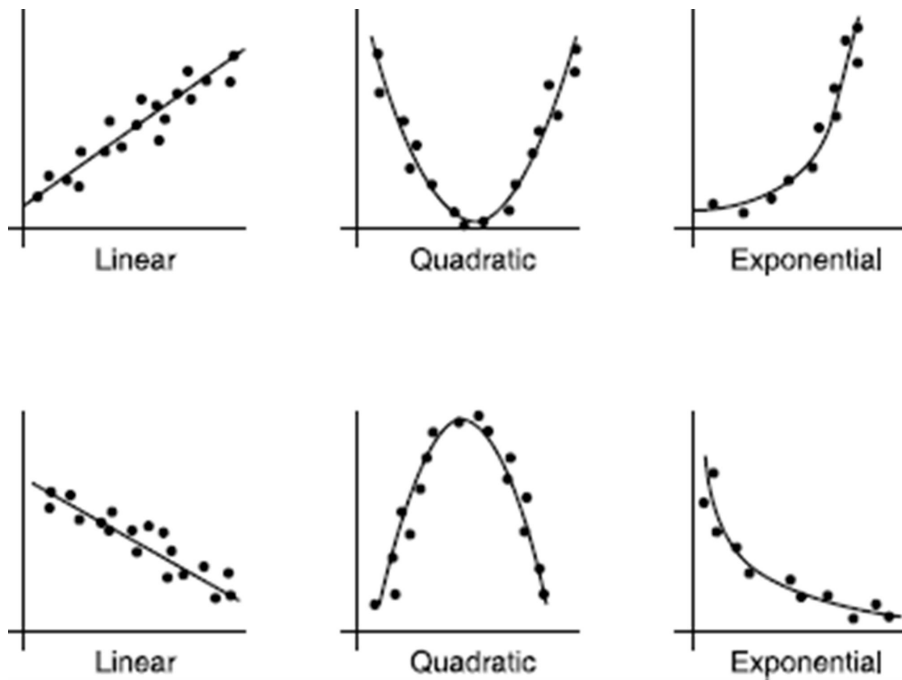 Linear
Quadratic
Exponential
Linear
Quadratic
Exponential